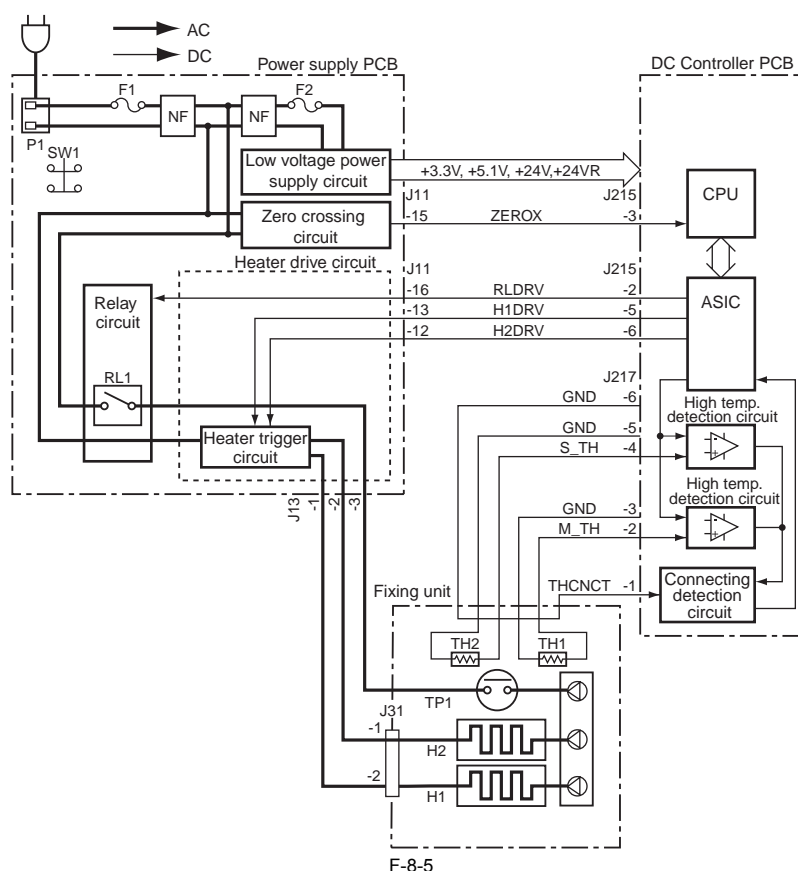 AC
DC
Power supply PCB
DC Controller PCB
F1
F2
NF
NF
P1
SW1
Low voltage power
supply circuit
+3.3V, +5.1V, +24V,+24VR
J11
J215
CPU
Zero crossing
circuit
-15
ZEROX
-3
Heater drive circuit
J11
J215
Relay
circuit
-16
RLDRV
-2
ASIC
-13
H1DRV
-5
-12
H2DRV
-6
RL1
J217
GND
-6
High temp.
detection circuit
Heater trigger
circuit
GND
-5
S_TH
-4
High temp.
detection circuit
J13
-1
-2
-3
GND
-3
M_TH
-2
Fixing unit
THCNCT
-1
Connecting
detection
circuit
TH2
TH1
TP1
J31
-1
H2
-2
H1
F-8-5